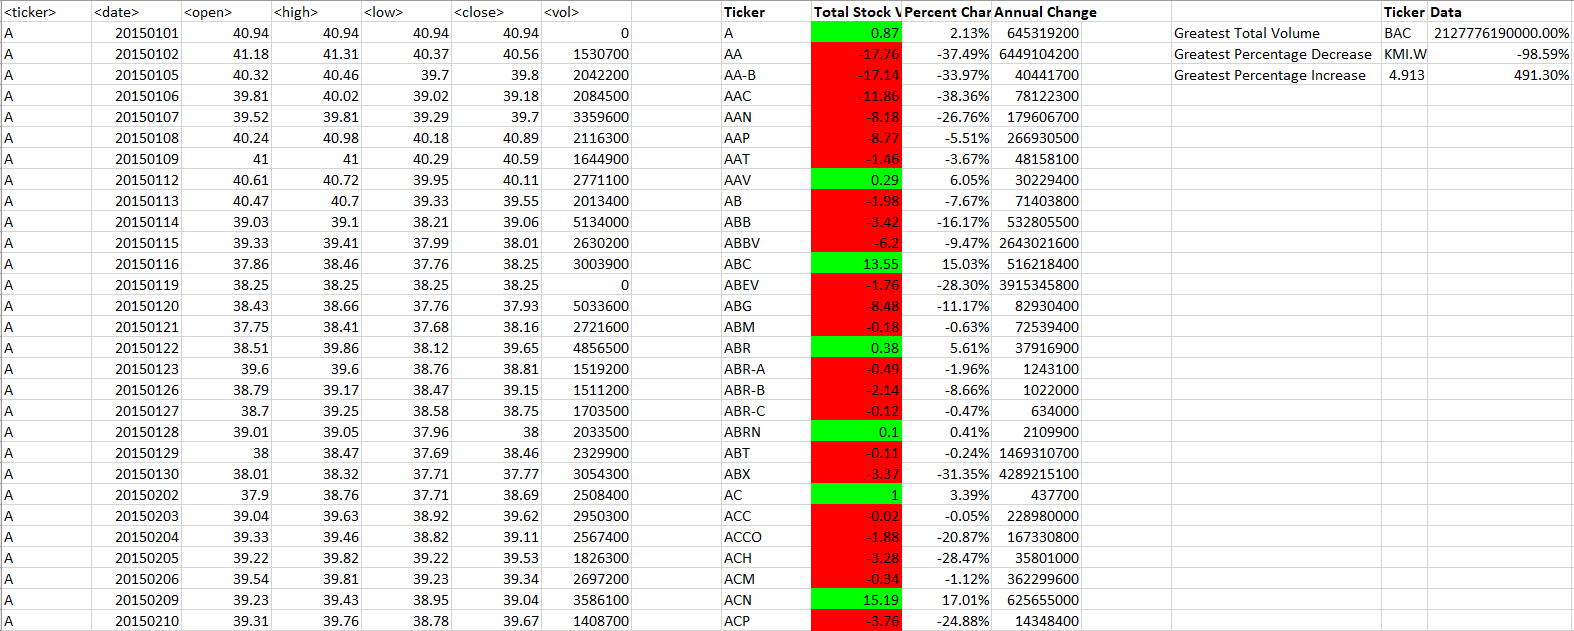 <ticker> <date> <open> <high> <low> <close> <vol> Ticker Total Stock V Percent Char Annual Change Ticker Data
A 20150101 40.94 40.94 40.94 40.94 0 A 0.87 2.13% 645319200 Greatest Total Volume BAC 2127776190000.00%
A 20150102 41.18 41.31 40.37 40.56 1530700 AA -17.76 -37.49% 6449104200 Greatest Percentage Decrease KMI.W -98.59%
A 20150105 40.32 40.46 39.7 39.8 2042200 AA-B -17.14 -33.97% 40441700 Greatest Percentage Increase 4.913 491.30%
A 20150106 39.81 40.02 39.02 39.18 2084500 AAC -11.86 -38.36% 78122300
A 20150107 39.52 39.81 39.29 39.7 3359600 AAN -8.18 -26.76% 179606700
A 20150108 40.24 40.98 40.18 40.89 2116300 AAP -8.77 -5.51% 266930500
A 20150109 41 41 40.29 40.59 1644900 AAT -1.46 -3.67% 48158100
A 20150112 40.61 40.72 39.95 40.11 2771100 AAV 0.29 6.05% 30229400
A 20150113 40.47 40.7 39.33 39.55 2013400 AB -1.98 -7.67% 71403800
A 20150114 39.03 39.1 38.21 39.06 5134000 ABB -3.42 -16.17% 532805500
A 20150115 39.33 39.41 37.99 38.01 2630200 ABBV -6.2 -9.47% 2643021600
A 20150116 37.86 38.46 37.76 38.25 3003900 ABC 13.55 15.03% 516218400
A 20150119 38.25 38.25 38.25 38.25 0 ABEV -1.76 -28.30% 3915345800
A 20150120 38.43 38.66 37.76 37.93 5033600 ABG -8.48 -11.17% 82930400
A 20150121 37.75 38.41 37.68 38.16 2721600 ABM -0.18 -0.63% 72539400
A 20150122 38.51 39.86 38.12 39.65 4856500 ABR 0.38 5.61% 37916900
A 20150123 39.6 39.6 38.76 38.81 1519200 ABR-A -0.49 -1.96% 1243100
A 20150126 38.79 39.17 38.47 39.15 1511200 ABR-B -2.14 -8.66% 1022000
A 20150127 38.7 39.25 38.58 38.75 1703500 ABR-C -0.12 -0.47% 634000
A 20150128 39.01 39.05 37.96 38 2033500 ABRN 0.1 0.41% 2109900
A 20150129 38 38.47 37.69 38.46 2329900 ABT -0.11 -0.24% 1469310700
A 20150130 38.01 38.32 37.71 37.77 3054300 ABX -3.37 -31.35% 4289215100
A 20150202 37.9 38.76 37.71 38.69 2508400 AC 1 3.39% 437700
A 20150203 39.04 39.63 38.92 39.62 2950300 ACC -0.02 -0.05% 228980000
A 20150204 39.33 39.46 38.82 39.11 2567400 ACCO -1.88 -20.87% 167330800
A 20150205 39.22 39.82 39.22 39.53 1826300 ACH -3.28 -28.47% 35801000
A 20150206 39.54 39.81 39.23 39.34 2697200 ACM -0.34 -1.12% 362299600
A 20150209 39.23 39.43 38.95 39.04 3586100 ACN 15.19 17.01% 625655000
A 20150210 39.31 39.76 38.78 39.67 1408700 ACP -3.76 -24.88% 14348400